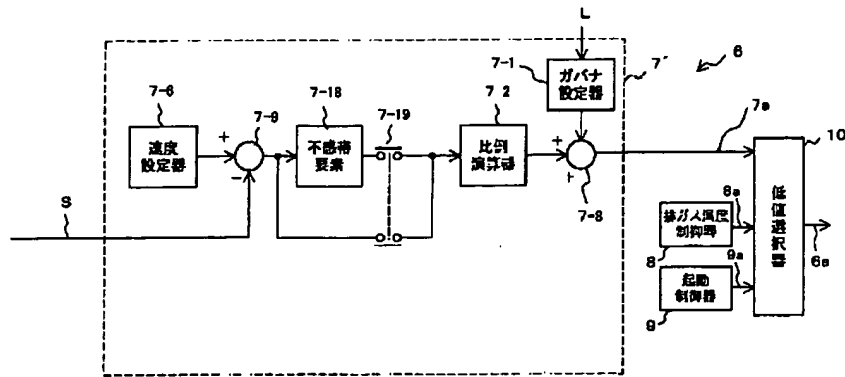 L
6
7-1
ガバナ
設定器
7'
7-6
速度
設定器
+
-
7-9
7-18
不感帯
要素
7-19
7-2
比例
演算器
+
+
7-8
7a
10
低値選択器
S
8a
排ガス温度
制御器
8
9a
起動
制御器
9
6a